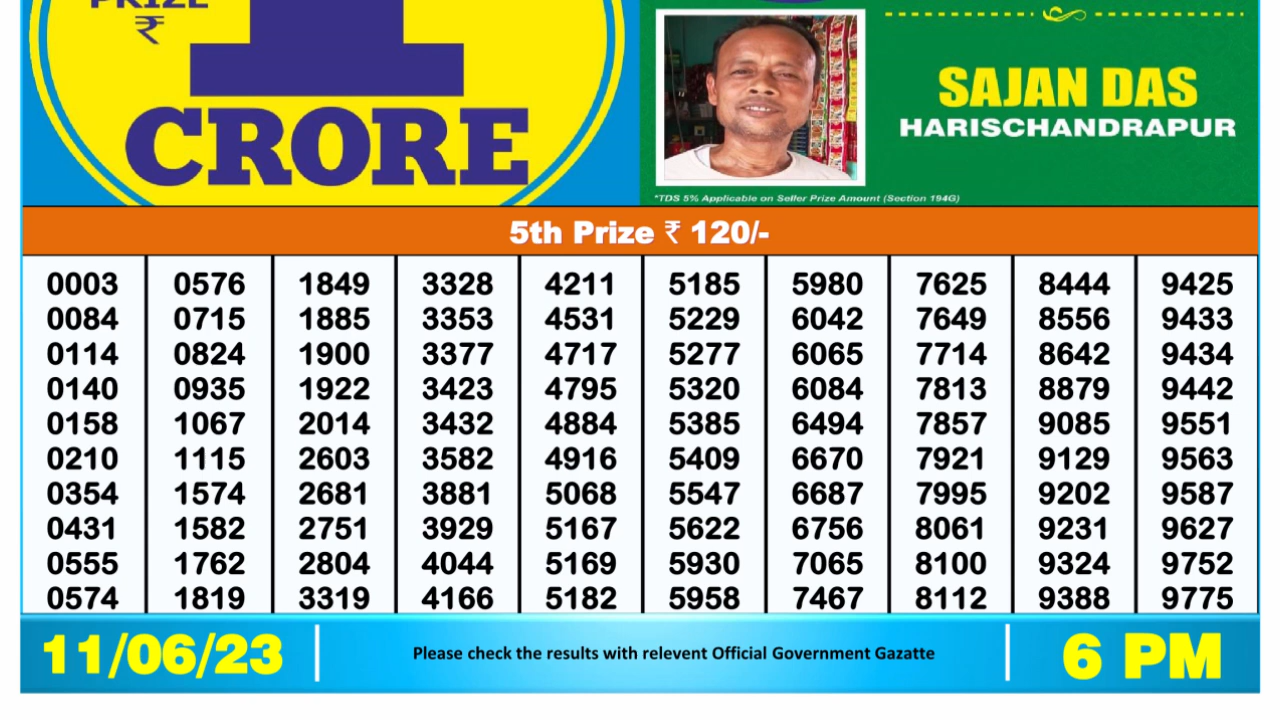 PRIZE
₹
1
CRORE
SAJAN DAS
HARISCHANDRAPUR
*TDS 5% Applicable on Seller Prize Amount (Section 194G)
5th Prize ₹ 120/-
0003 0576 1849 3328 4211 5185 5980 7625 8444 9425
0084 0715 1885 3353 4531 5229 6042 7649 8556 9433
0114 0824 1900 3377 4717 5277 6065 7714 8642 9434
0140 0935 1922 3423 4795 5320 6084 7813 8879 9442
0158 1067 2014 3432 4884 5385 6494 7857 9085 9551
0210 1115 2603 3582 4916 5409 6670 7921 9129 9563
0354 1574 2681 3881 5068 5547 6687 7995 9202 9587
0431 1582 2751 3929 5167 5622 6756 8061 9231 9627
0555 1762 2804 4044 5169 5930 7065 8100 9324 9752
0574 1819 3319 4166 5182 5958 7467 8112 9388 9775
11/06/23
Please check the results with relevent Official Government Gazatte
6 PM